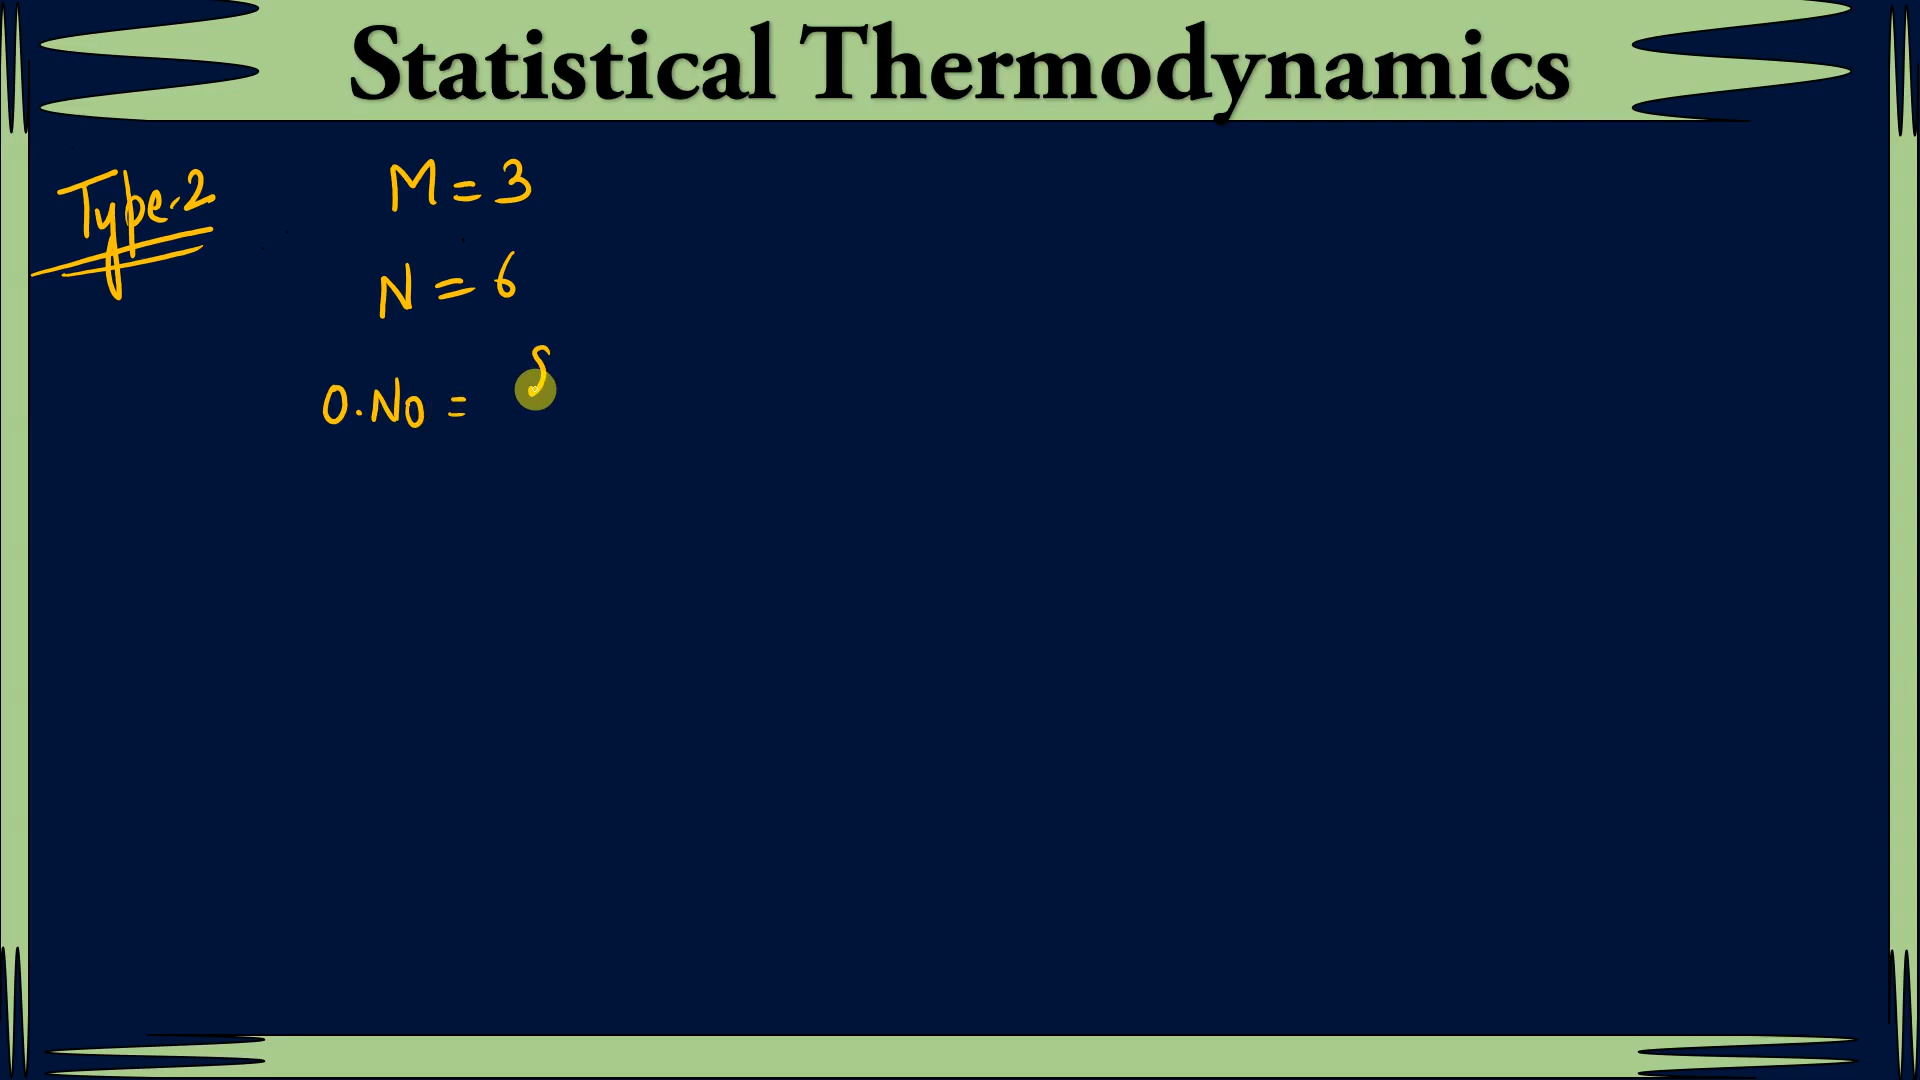 Statistical Thermodynamics
Type-2
M = 3
N = 6
O.No =